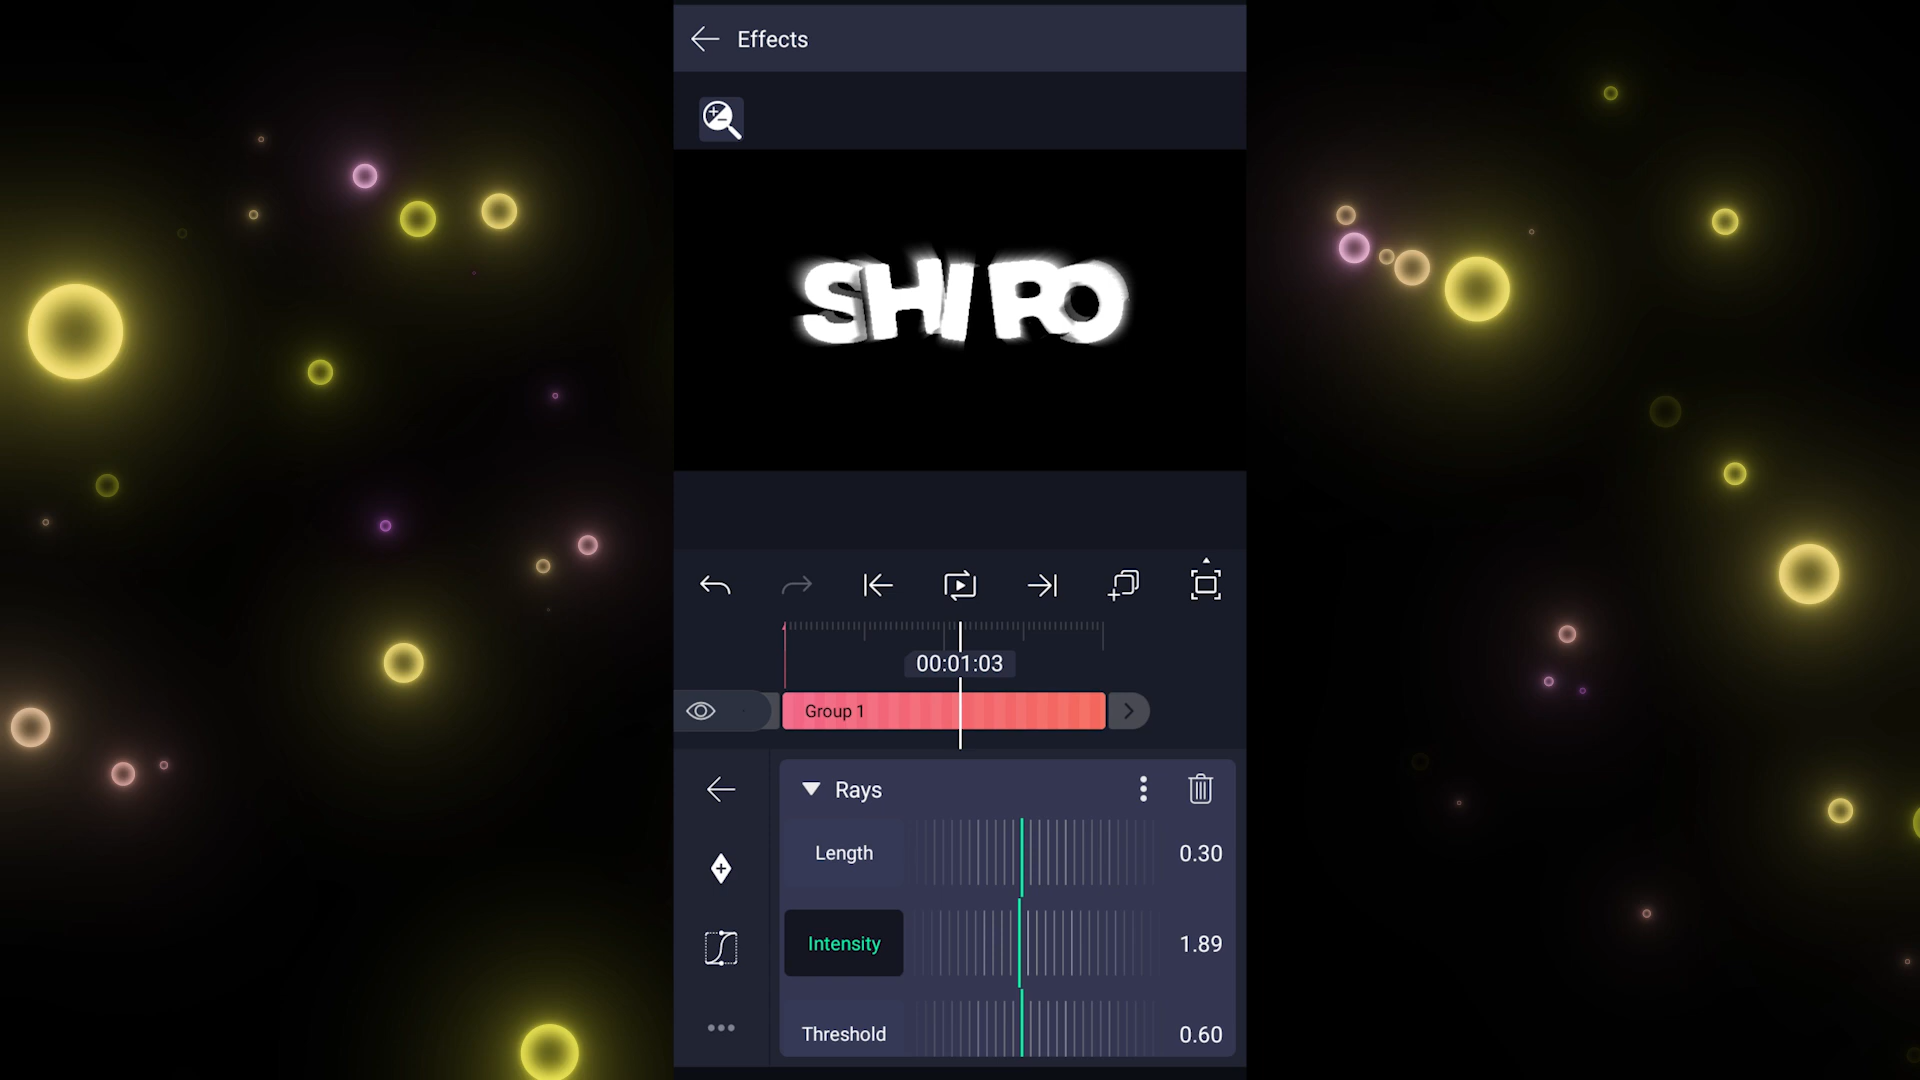 Effects
SHIRO
00:01:03
Group 1
Rays
Length 0.30
Intensity 1.89
Threshold 0.60